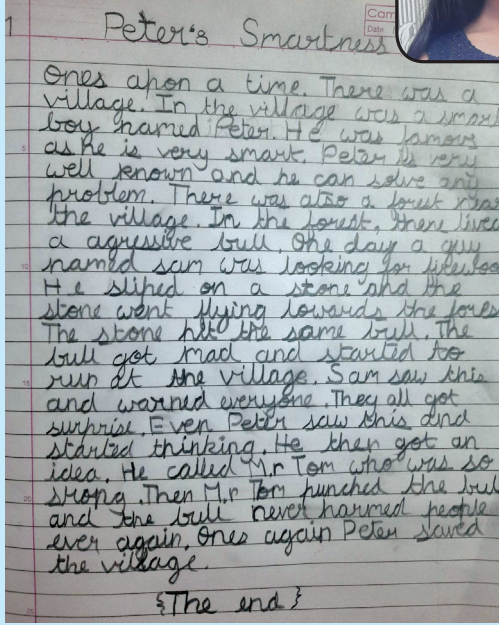 1
Cam
Date
Peter's Smartness
Ones apon a time. There was a
village. In the village was a smart
boy named Peter. He was famous
as he is very smart. Peter is very
well known and he can solve any
problem. There was also a forest near
the village. In the forest, there lived
a agressive bull. One day a guy
named sam was looking for firewood
He sliped on a stone and the
stone went flying towards the fores
The stone hit the same bull. The
bull got mad and started to
run at the village. Sam saw this
and warned everyone. They all got
surprise. Even Peter saw this and
started thinking. He then got an
idea. He called M.r Tom who was so
strong. Then M.r Tom punched the bul
and the bull never harmed people
ever again. Ones again Peter saved
the village.
{The end}